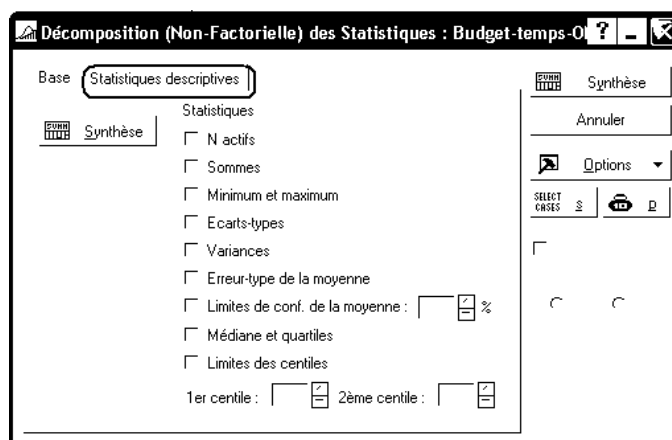 Décomposition (Non-Factorielle) des Statistiques : Budget-temps-O
Base Statistiques descriptives
Synthèse
Statistiques
N actifs
Sommes
Minimum et maximum
Ecarts-types
Variances
Erreur-type de la moyenne
Limites de conf. de la moyenne : %
Médiane et quartiles
Limites des centiles
1er centile : 2ème centile :
Synthèse
Annuler
Options
SELECT CASES S D